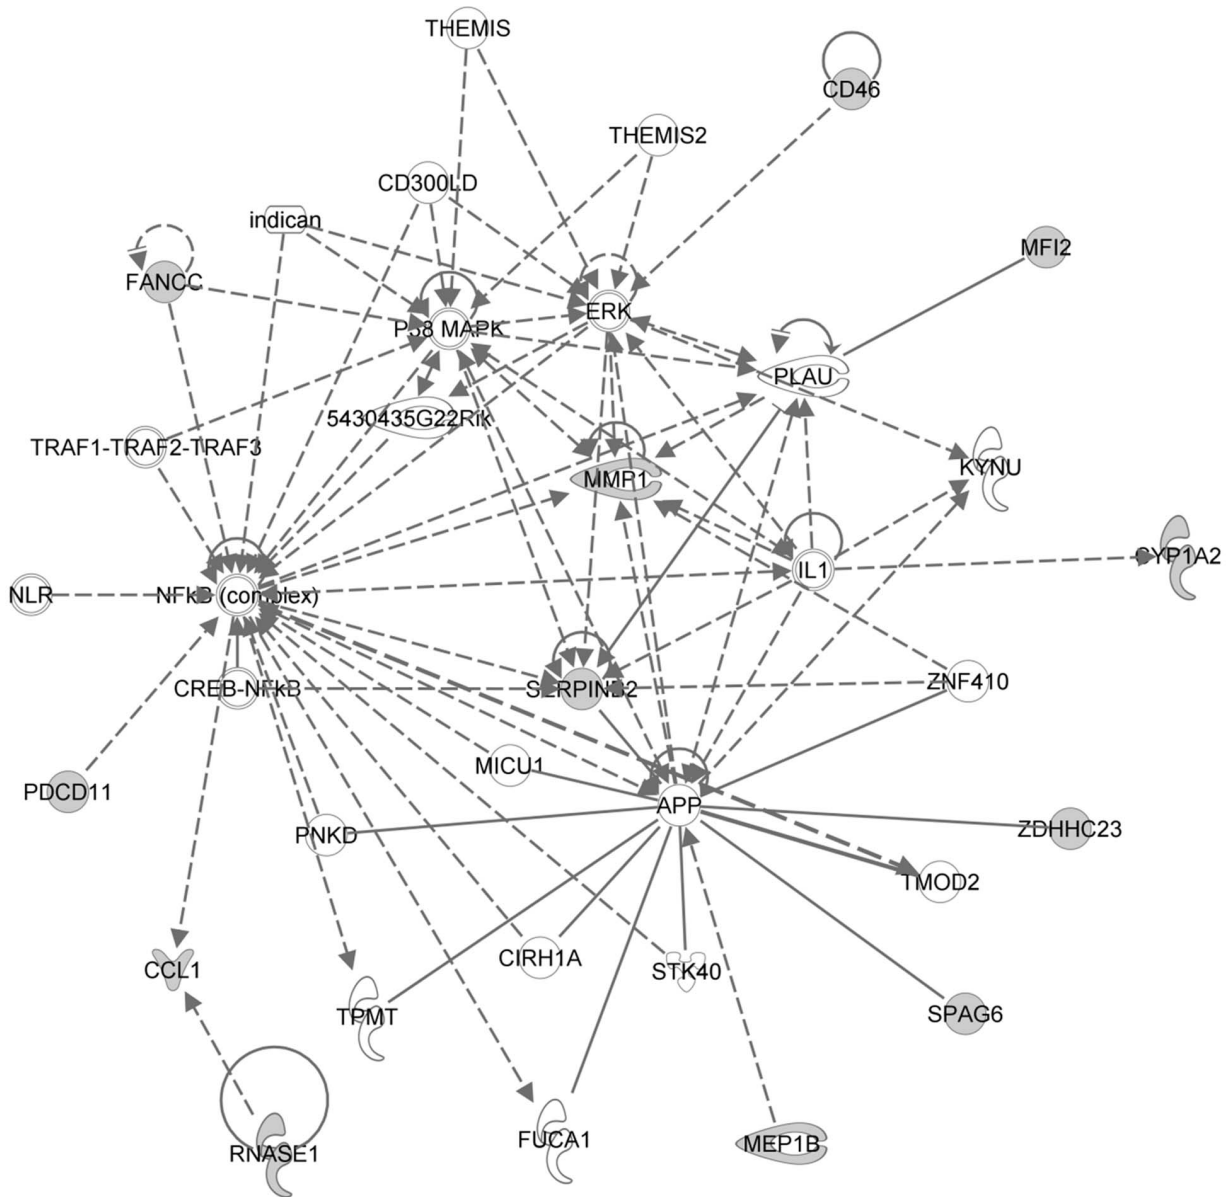 THEMIS
CD46
THEMIS2
CD300LD
indican
MFI2
FANCC
ERK
P38 MAPK
PLAU
5430435G22Rik
TRAF1-TRAF2-TRAF3
KYNU
MMP1
CYP1A2
IL1
NLR
NFkB (complex)
ZNF410
CREB-NFkB
SERPINB2
MICU1
PDCD11
APP
ZDHHC23
PNKD
TMOD2
CIRH1A
CCL1
STK40
SPAG6
TPMT
FUCA1
MEP1B
RNASE1